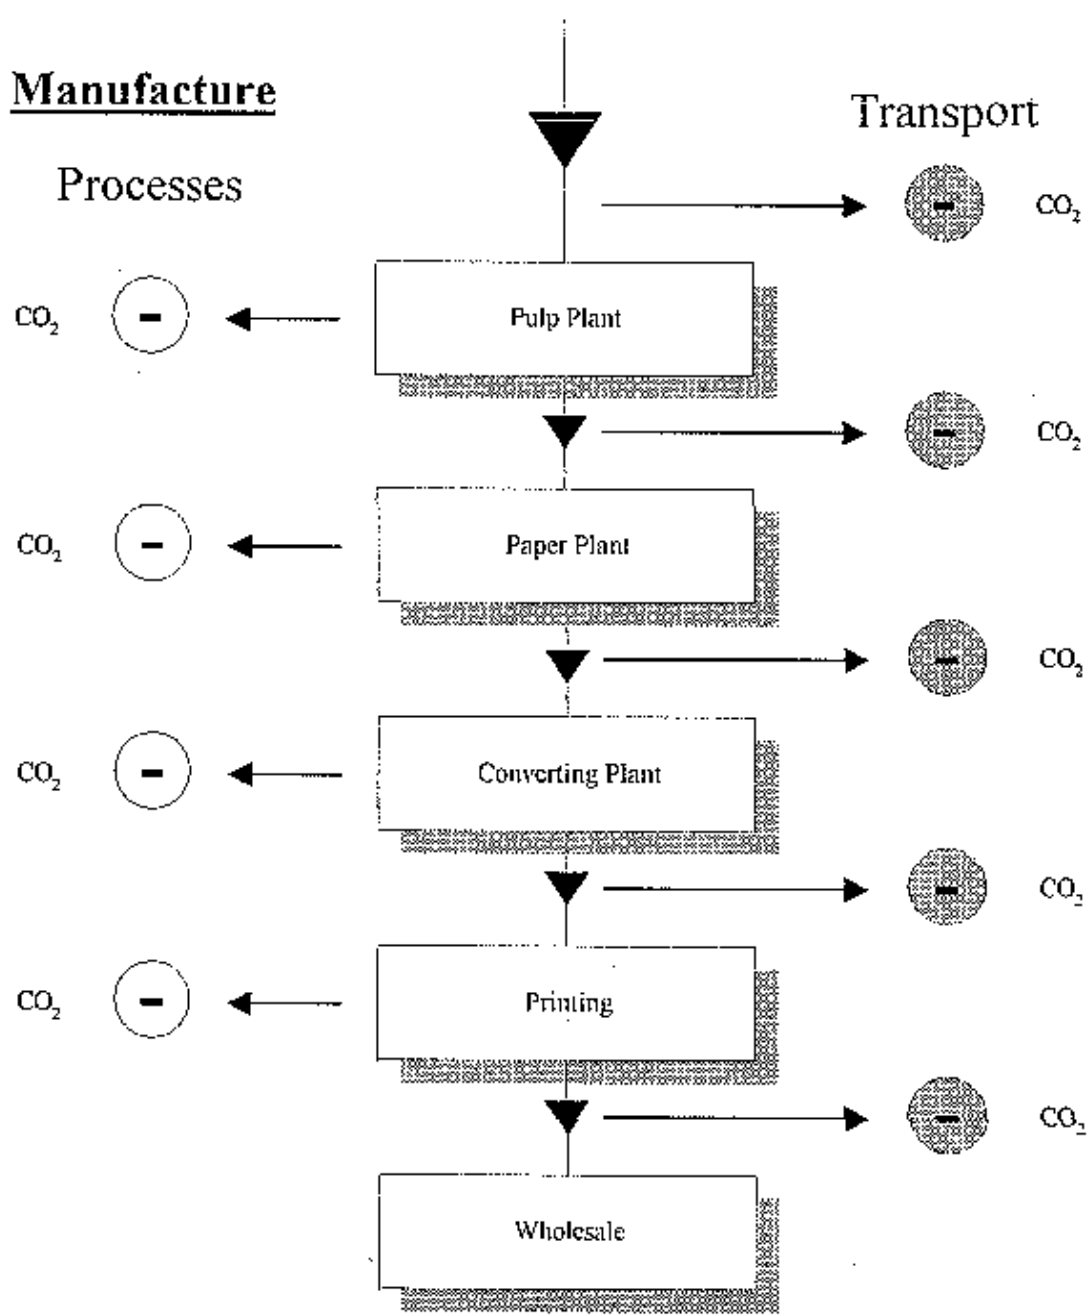 Manufacture
Transport
Processes
CO₂
Pulp Plant
CO₂
CO₂
Paper Plant
CO₂
CO₂
Converting Plant
CO₂
CO₂
Printing
CO₂
CO₂
Wholesale